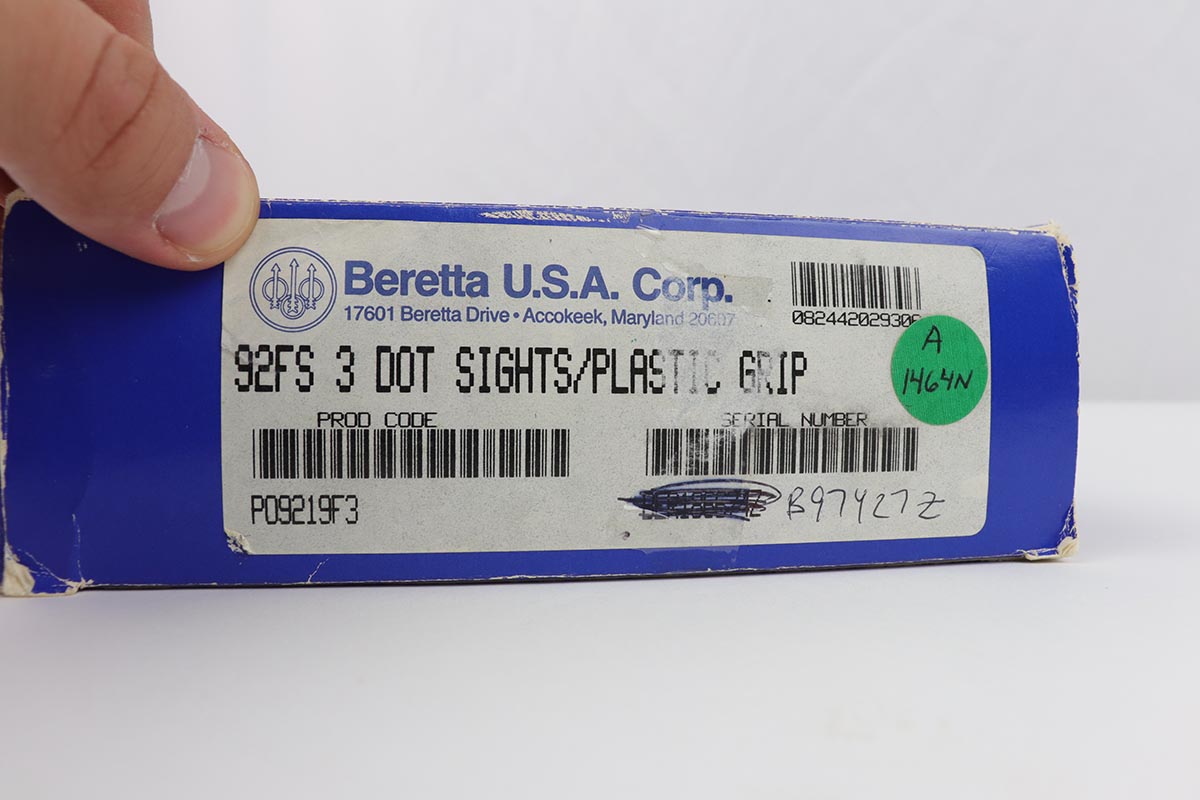 Beretta U.S.A. Corp.
17601 Beretta Drive • Accokeek, Maryland 20607
08244202930
92FS 3 DOT SIGHTS/PLASTIC GRIP
A
1464N
PROD CODE
SERIAL NUMBER
P09219F3
B97427Z